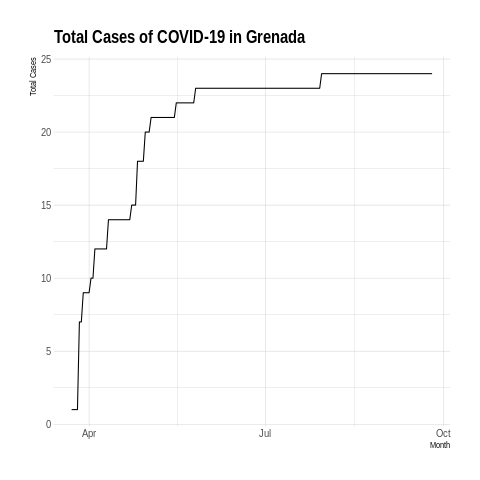 Total Cases of COVID-19 in Grenada
Total Cases
25
20
15
10
5
0
Apr
Jul
Oct
Month